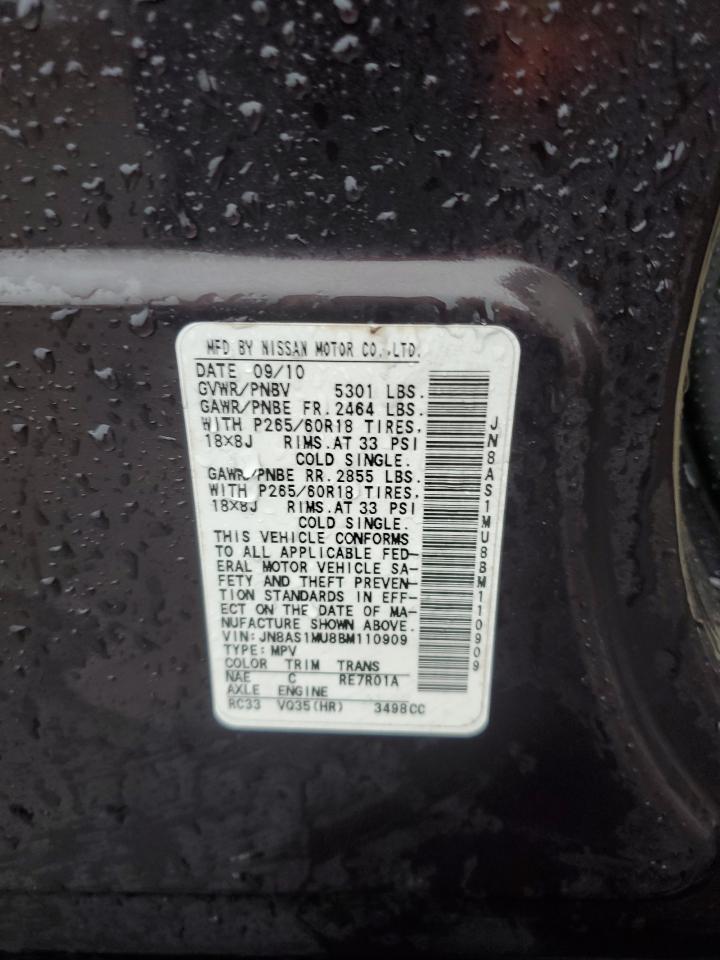 MFD BY NISSAN MOTOR CO.,LTD.
DATE 09/10
GVWR/PNBV 5301 LBS.
GAWR/PNBE FR.2464 LBS.
WITH P265/60R18 TIRES.
18×8J RIMS.AT 33 PSI
COLD SINGLE.
GAWR/PNBE RR.2855 LBS.
WITH P265/60R18 TIRES.
18×8J RIMS.AT 33 PSI
COLD SINGLE.
THIS VEHICLE CONFORMS
TO ALL APPLICABLE FED-
ERAL MOTOR VEHICLE SA-
FETY AND THEFT PREVEN-
TION STANDARDS IN EFF-
ECT ON THE DATE OF MA-
NUFACTURE SHOWN ABOVE.
VIN:JN8AS1MU8BM110909
TYPE:MPV
COLOR TRIM TRANS
NAE C RE7R01A
AXLE ENGINE
RC33 VQ35(HR) 3498CC
JN8AS1MU8BM110909